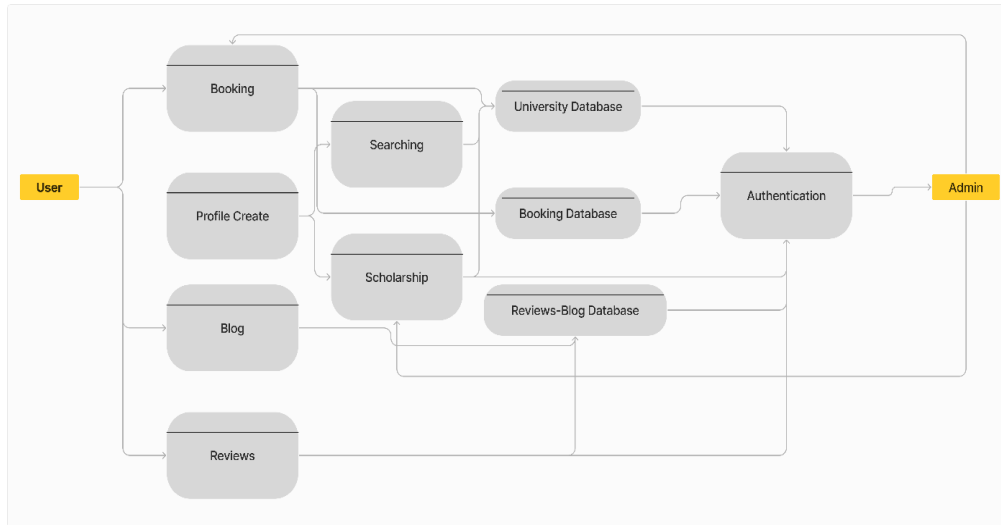 Booking
University Database
Searching
User
Admin
Authentication
Profile Create
Booking Database
Scholarship
Reviews-Blog Database
Blog
Reviews